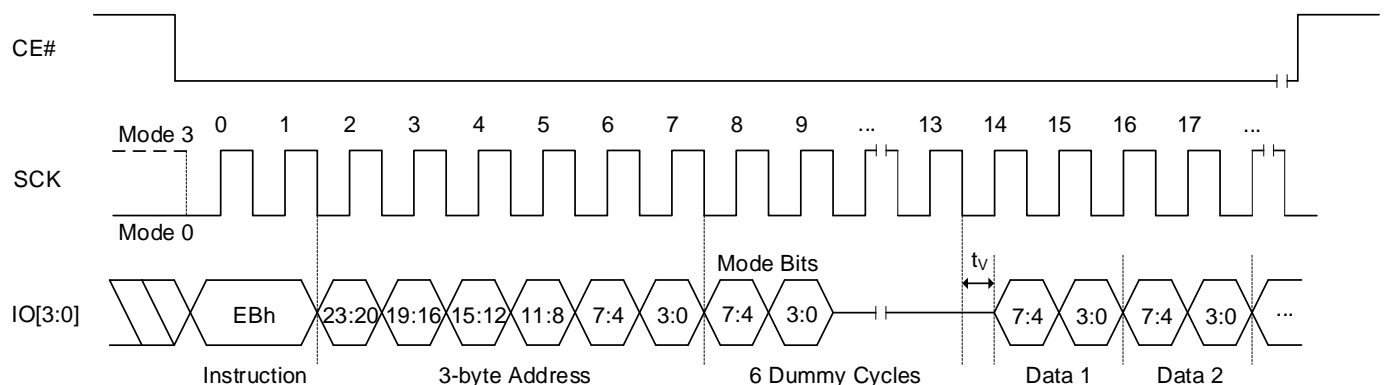 CE#
0 1 2 3 4 5 6 7 8 9 ... 13 14 15 16 17 ...
Mode 3
SCK
Mode 0
Mode Bits
tV
IO[3:0]
EBh 23:20 19:16 15:12 11:8 7:4 3:0 7:4 3:0 7:4 3:0 7:4 3:0 ...
Instruction 3-byte Address 6 Dummy Cycles Data 1 Data 2